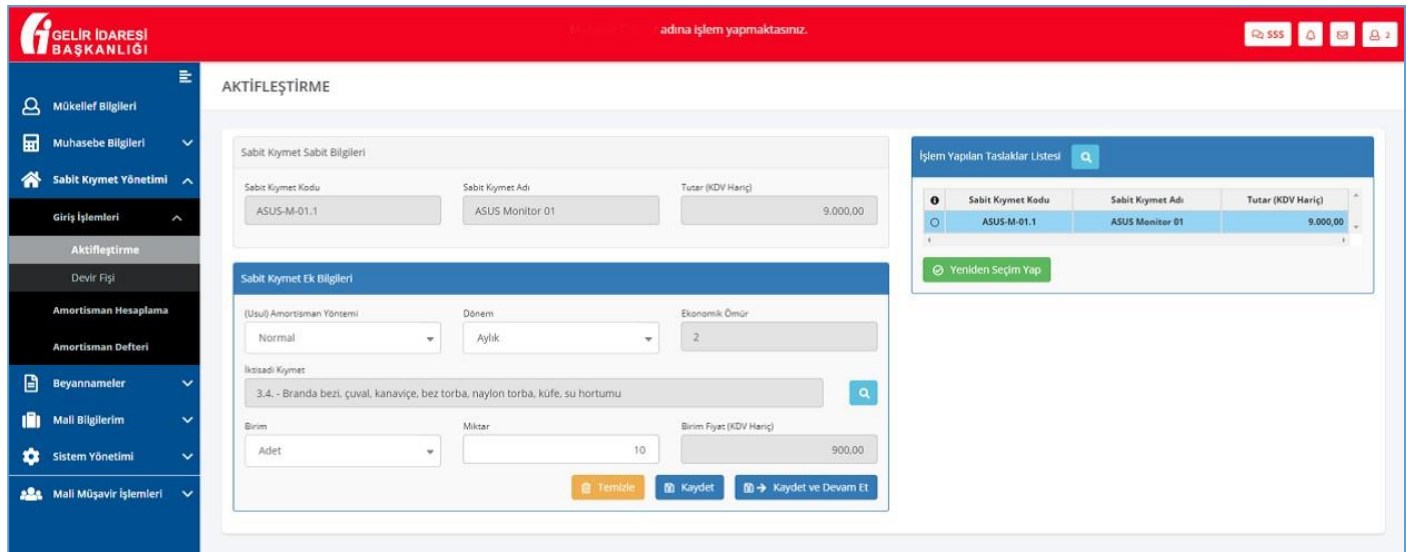 GELİR İDARESİ
BAŞKANLIĞI
adına işlem yapmaktasınız.
SSS
2
Mükellef Bilgileri
Muhasebe Bilgileri
Sabit Kıymet Yönetimi
Giriş İşlemleri
Aktifleştirme
Devir Fişi
Amortisman Hesaplama
Amortisman Defteri
Beyannameler
Mali Bilgilerim
Sistem Yönetimi
Mali Müşavir İşlemleri
AKTİFLEŞTİRME
Sabit Kıymet Sabit Bilgileri
Sabit Kıymet Kodu Sabit Kıymet Adı Tutar (KDV Hariç)
ASUS-M-01.1 ASUS Monitor 01 9.000,00
Sabit Kıymet Ek Bilgileri
(Usul) Amortisman Yöntemi Dönem Ekonomik Ömür
Normal Aylık 2
İktisadi Kıymet
3.4. - Branda bezi, çuval, kanaviçe, bez torba, naylon torba, küfe, su hortumu
Birim Miktar Birim Fiyat (KDV Hariç)
Adet 10 900,00
Temizle Kaydet Kaydet ve Devam Et
İşlem Yapılan Taslaklar Listesi
Sabit Kıymet Kodu Sabit Kıymet Adı Tutar (KDV Hariç)
ASUS-M-01.1 ASUS Monitor 01 9.000,00
Yeniden Seçim Yap